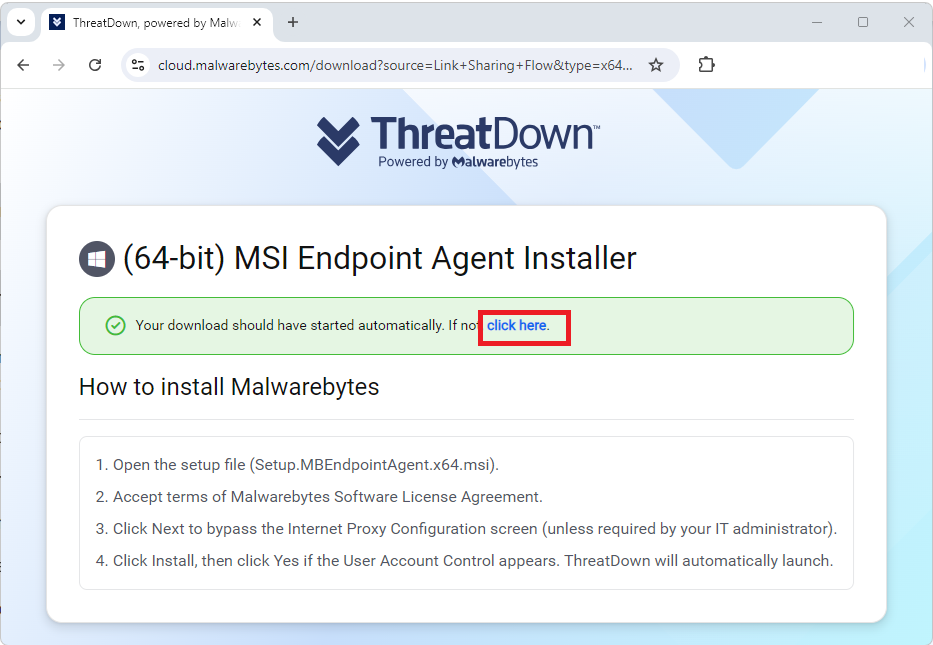 ThreatDown, powered by Malw
cloud.malwarebytes.com/download?source=Link+Sharing+Flow&type=x64...
ThreatDown™
Powered by Malwarebytes
(64-bit) MSI Endpoint Agent Installer
Your download should have started automatically. If not click here.
How to install Malwarebytes
1. Open the setup file (Setup.MBEndpointAgent.x64.msi).
2. Accept terms of Malwarebytes Software License Agreement.
3. Click Next to bypass the Internet Proxy Configuration screen (unless required by your IT administrator).
4. Click Install, then click Yes if the User Account Control appears. ThreatDown will automatically launch.